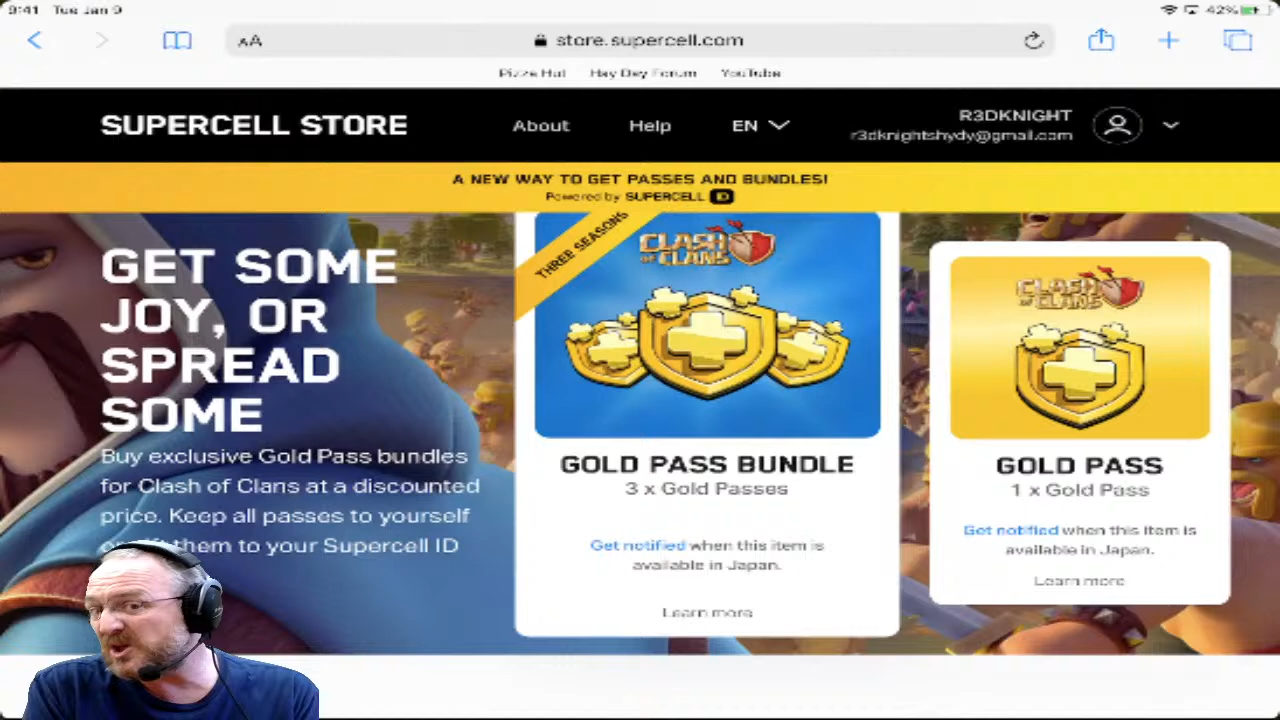 9:41 Tue Jan 9
42%
AA
store.supercell.com
Pizza Hut Hay Day Forum YouTube
SUPERCELL STORE
About
Help
EN
R3DKNIGHT
r3dknightshydy@gmail.com
A NEW WAY TO GET PASSES AND BUNDLES!
Powered by SUPERCELL ID
GET SOME
JOY, OR
SPREAD
SOME
Buy exclusive Gold Pass bundles
for Clash of Clans at a discounted
price. Keep all passes to yourself
them to your Supercell ID
THREE SEASONS
CLASH
OF CLANS
GOLD PASS BUNDLE
3 x Gold Passes
Get notified when this item is
available in Japan.
Learn more
CLASH
OF CLANS
GOLD PASS
1 x Gold Pass
Get notified when this item is
available in Japan.
Learn more